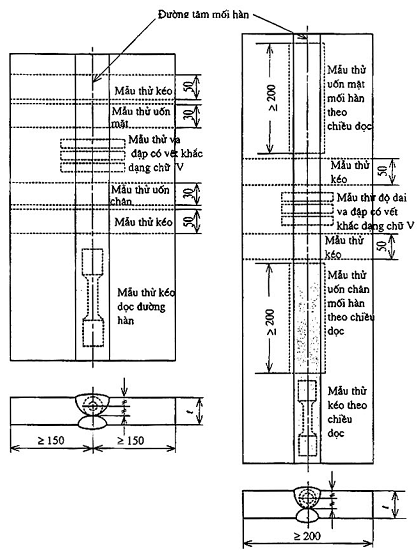 Đường tâm mối hàn
Mẫu thử kéo
50
Mẫu thử uốn
mặt
30
Mẫu thử va
đập có vết khắc
dạng chữ V
Mẫu thử uốn
chân
30
Mẫu thử kéo
50
Mẫu thử kéo
dọc đường
hàn
t
≥ 150
≥ 150
≥ 200
Mẫu thử
uốn mặt
mối hàn
theo
chiều dọc
Mẫu thử
kéo
50
Mẫu thử độ dai
va đập có vết
khắc dạng chữ V
Mẫu thử
kéo
50
≥ 200
Mẫu thử
uốn chân
mối hàn
theo chiều
dọc
Mẫu thử
kéo theo
chiều
dọc
t
≥ 200